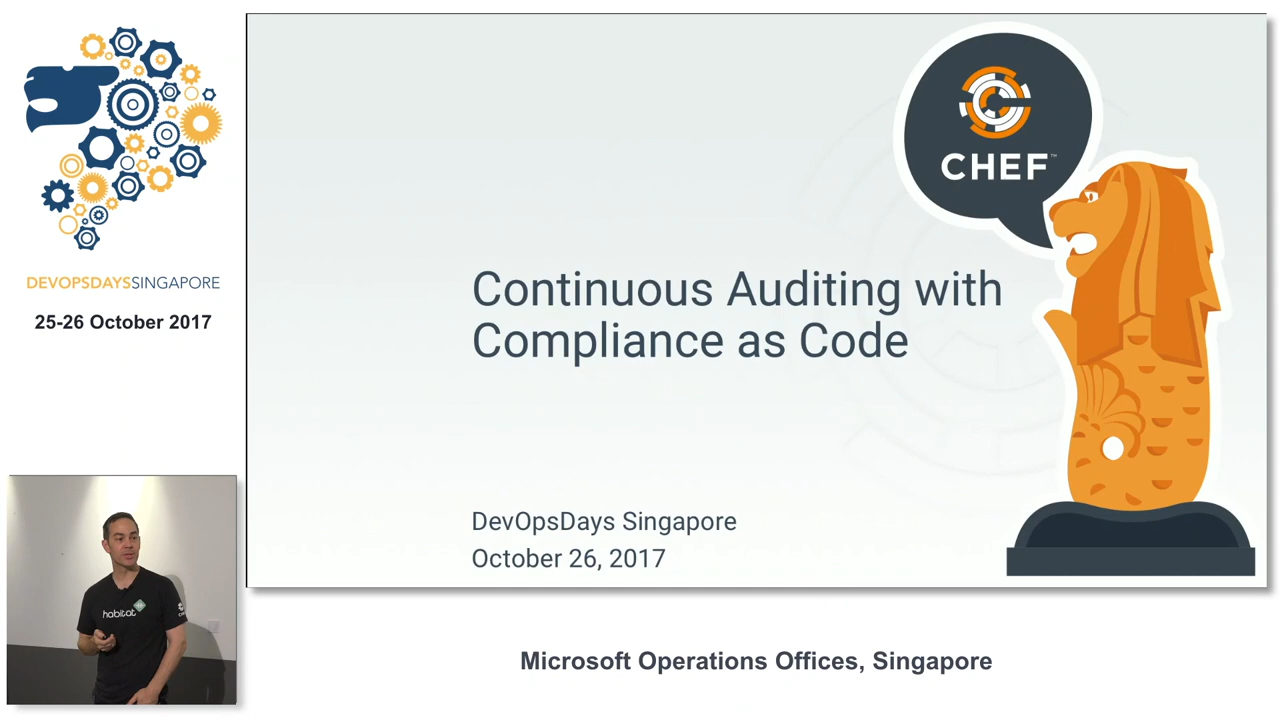 DEVOPSDAYSSINGAPORE
25-26 October 2017
CHEF™
Continuous Auditing with
Compliance as Code
DevOpsDays Singapore
October 26, 2017
habitat
Microsoft Operations Offices, Singapore